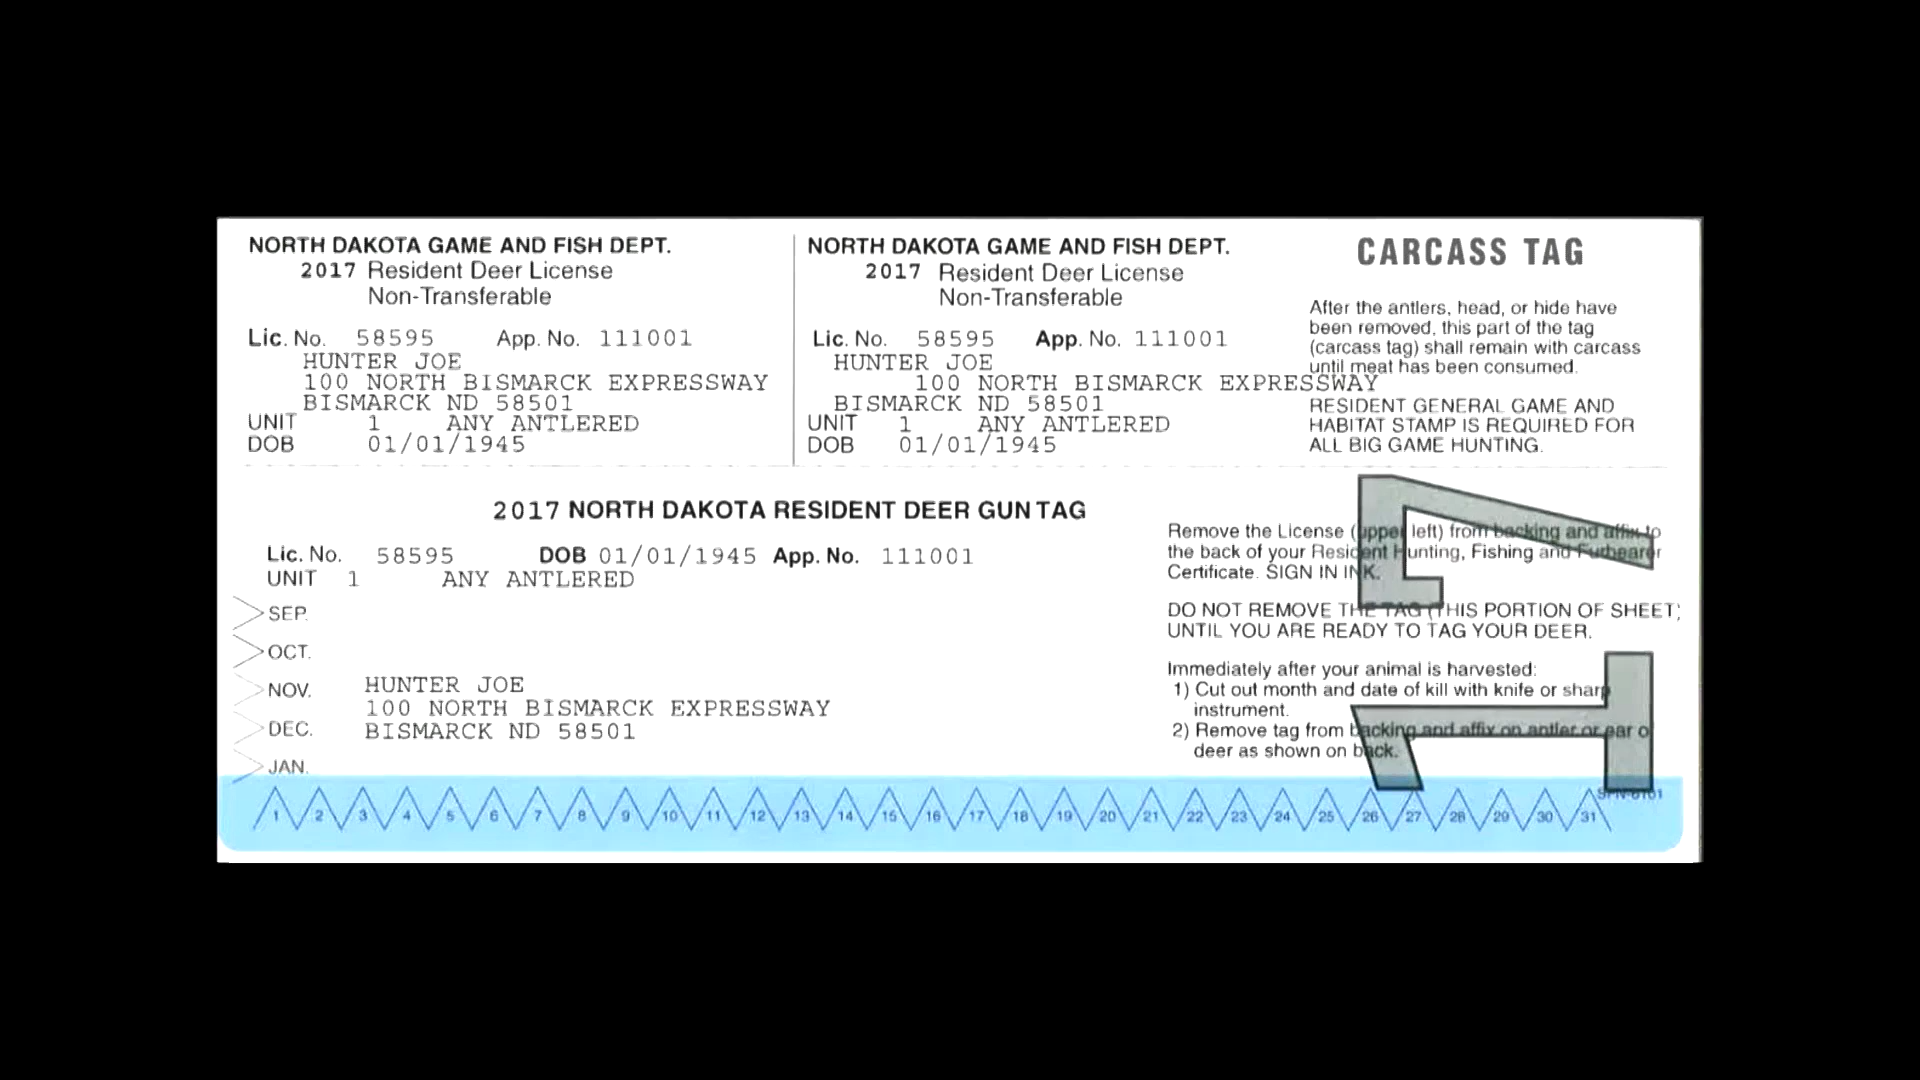 NORTH DAKOTA GAME AND FISH DEPT.
2017 Resident Deer License
Non-Transferable
Lic. No. 58595 App. No. 111001
HUNTER JOE
100 NORTH BISMARCK EXPRESSWAY
BISMARCK ND 58501
UNIT 1 ANY ANTLERED
DOB 01/01/1945
NORTH DAKOTA GAME AND FISH DEPT.
2017 Resident Deer License
Non-Transferable
Lic. No. 58595 App. No. 111001
HUNTER JOE
100 NORTH BISMARCK EXPRESSWAY
BISMARCK ND 58501
UNIT 1 ANY ANTLERED
DOB 01/01/1945
CARCASS TAG
After the antlers, head, or hide have
been removed, this part of the tag
(carcass tag) shall remain with carcass
until meat has been consumed.
RESIDENT GENERAL GAME AND
HABITAT STAMP IS REQUIRED FOR
ALL BIG GAME HUNTING.
2017 NORTH DAKOTA RESIDENT DEER GUN TAG
Lic. No. 58595 DOB 01/01/1945 App. No. 111001
UNIT 1 ANY ANTLERED
SEP.
OCT.
NOV.
DEC.
JAN.
HUNTER JOE
100 NORTH BISMARCK EXPRESSWAY
BISMARCK ND 58501
Remove the License (upper left) from backing and affix to
the back of your Resident Hunting, Fishing and Furbearer
Certificate. SIGN IN INK.
DO NOT REMOVE THE TAG (THIS PORTION OF SHEET)
UNTIL YOU ARE READY TO TAG YOUR DEER.
Immediately after your animal is harvested:
1) Cut out month and date of kill with knife or sharp
instrument.
2) Remove tag from backing and affix on antler or ear of
deer as shown on back.
17
SFN-6101
1 2 3 4 5 6 7 8 9 10 11 12 13 14 15 16 17 18 19 20 21 22 23 24 25 26 27 28 29 30 31